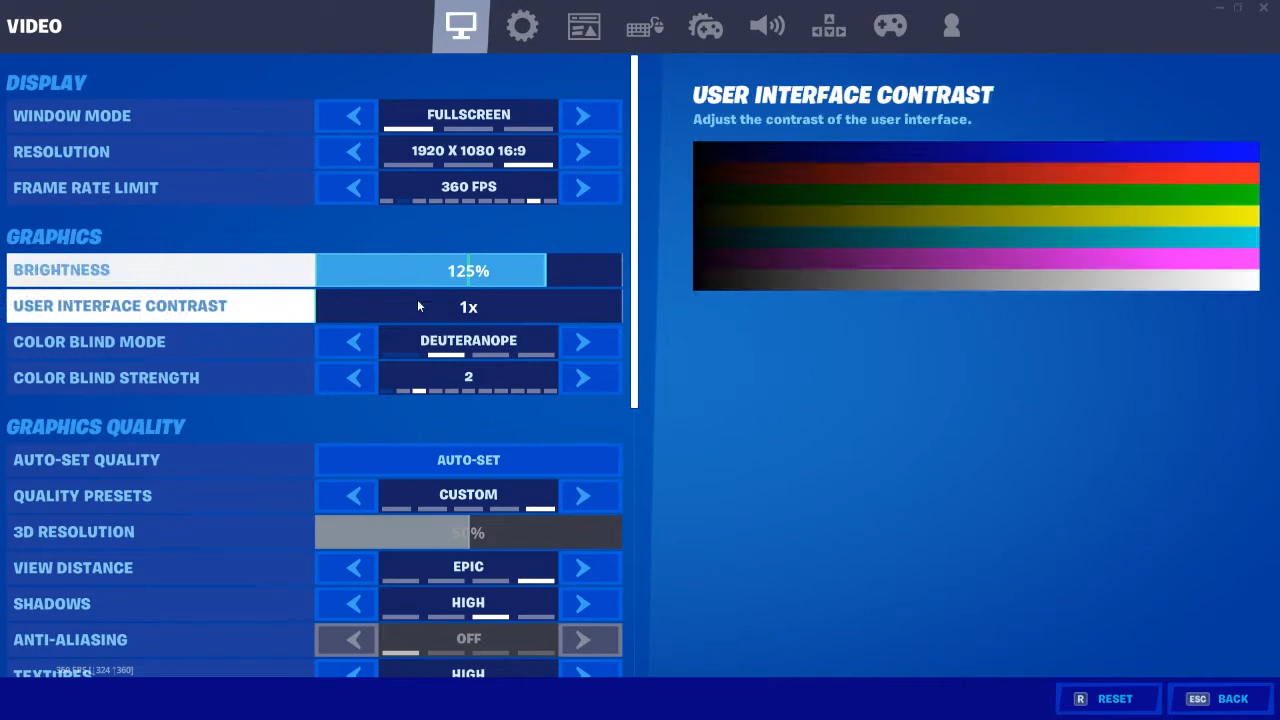 VIDEO
DISPLAY
WINDOW MODE
FULLSCREEN
RESOLUTION
1920 X 1080 16:9
FRAME RATE LIMIT
360 FPS
GRAPHICS
BRIGHTNESS
125%
USER INTERFACE CONTRAST
1x
COLOR BLIND MODE
DEUTERANOPE
COLOR BLIND STRENGTH
2
GRAPHICS QUALITY
AUTO-SET QUALITY
AUTO-SET
QUALITY PRESETS
CUSTOM
3D RESOLUTION
50%
VIEW DISTANCE
EPIC
SHADOWS
HIGH
ANTI-ALIASING
OFF
TEXTURES
HIGH
USER INTERFACE CONTRAST
Adjust the contrast of the user interface.
R RESET
ESC BACK